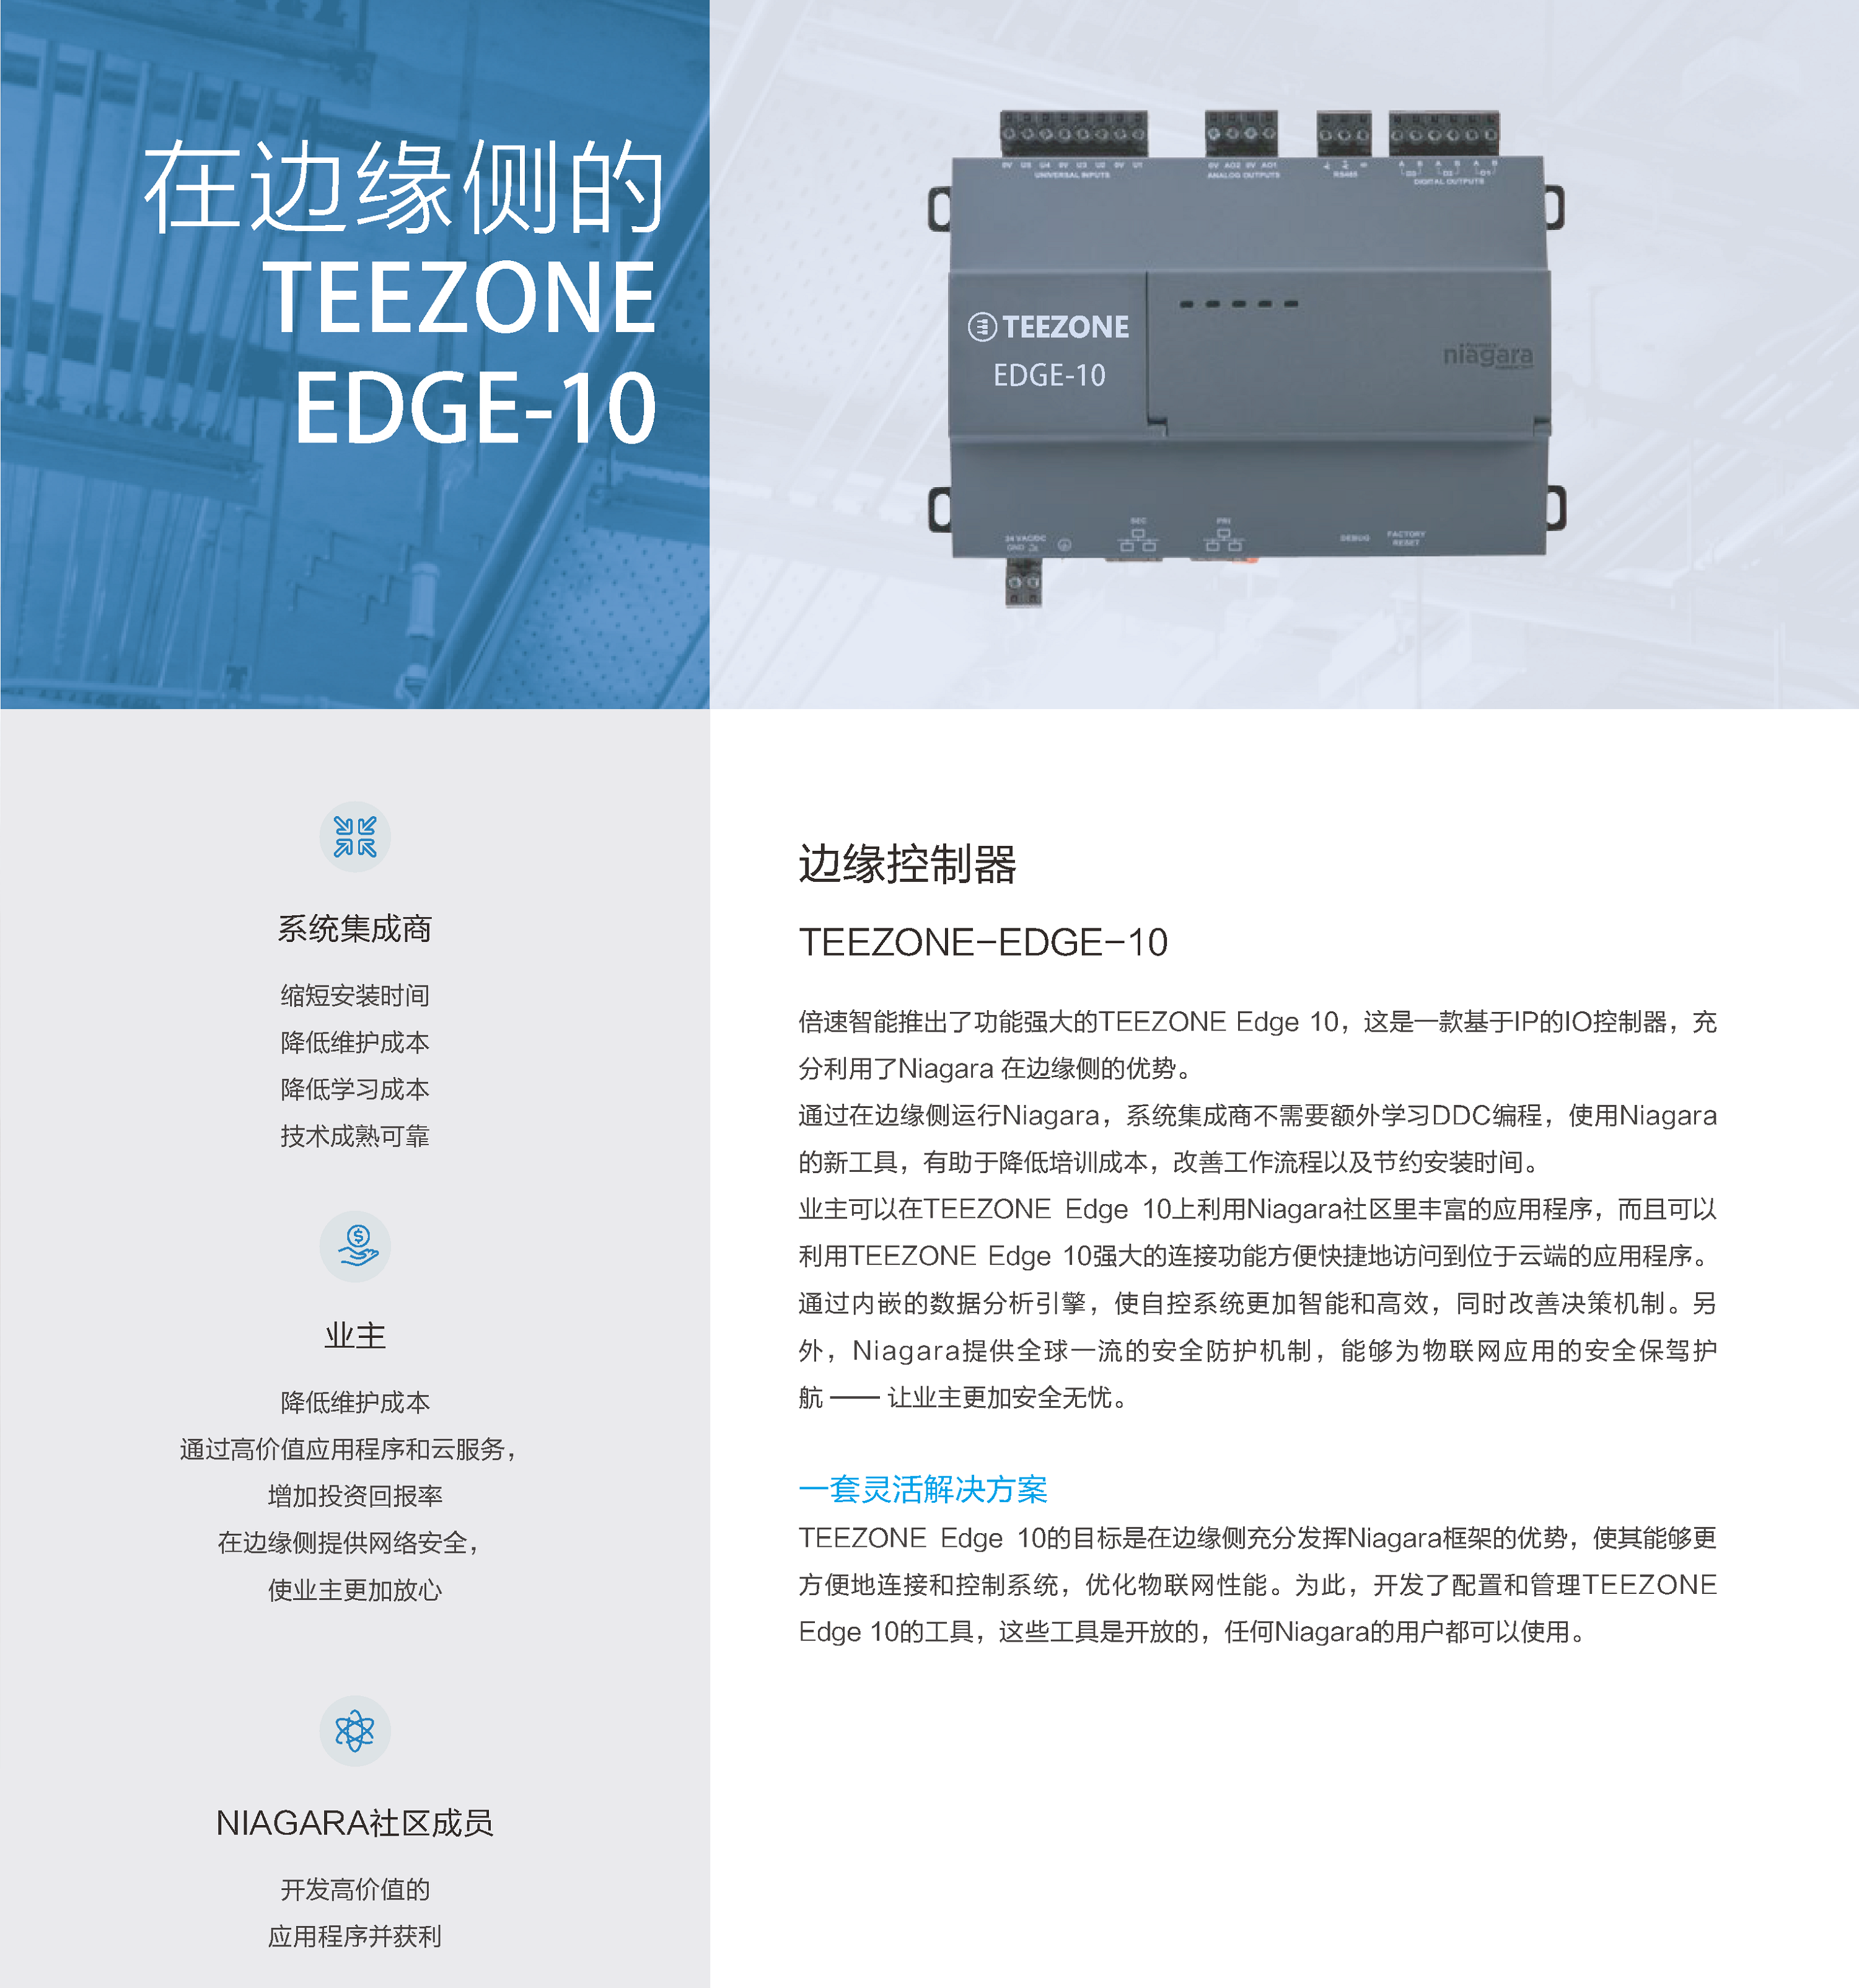 在边缘侧的
TEEZONE
EDGE-10
0V U5 U4 0V U3 U2 0V U1
UNIVERSAL INPUTS
0V AO2 0V AO1
ANALOG OUTPUTS
RS485
A B A B A B
D3 D2 D1
DIGITAL OUTPUTS
TEEZONE
EDGE-10
niagara
24 VAC/DC
GND
SEC
PRI
DEBUG
FACTORY
RESET
系统集成商
缩短安装时间
降低维护成本
降低学习成本
技术成熟可靠
业主
降低维护成本
通过高价值应用程序和云服务，
增加投资回报率
在边缘侧提供网络安全，
使业主更加放心
NIAGARA社区成员
开发高价值的
应用程序并获利
边缘控制器
TEEZONE-EDGE-10
倍速智能推出了功能强大的TEEZONE Edge 10，这是一款基于IP的IO控制器，充
分利用了Niagara 在边缘侧的优势。
通过在边缘侧运行Niagara，系统集成商不需要额外学习DDC编程，使用Niagara
的新工具，有助于降低培训成本，改善工作流程以及节约安装时间。
业主可以在TEEZONE Edge 10上利用Niagara社区里丰富的应用程序，而且可以
利用TEEZONE Edge 10强大的连接功能方便快捷地访问到位于云端的应用程序。
通过内嵌的数据分析引擎，使自控系统更加智能和高效，同时改善决策机制。另
外，Niagara提供全球一流的安全防护机制，能够为物联网应用的安全保驾护
航 —— 让业主更加安全无忧。
一套灵活解决方案
TEEZONE Edge 10的目标是在边缘侧充分发挥Niagara框架的优势，使其能够更
方便地连接和控制系统，优化物联网性能。为此，开发了配置和管理TEEZONE
Edge 10的工具，这些工具是开放的，任何Niagara的用户都可以使用。